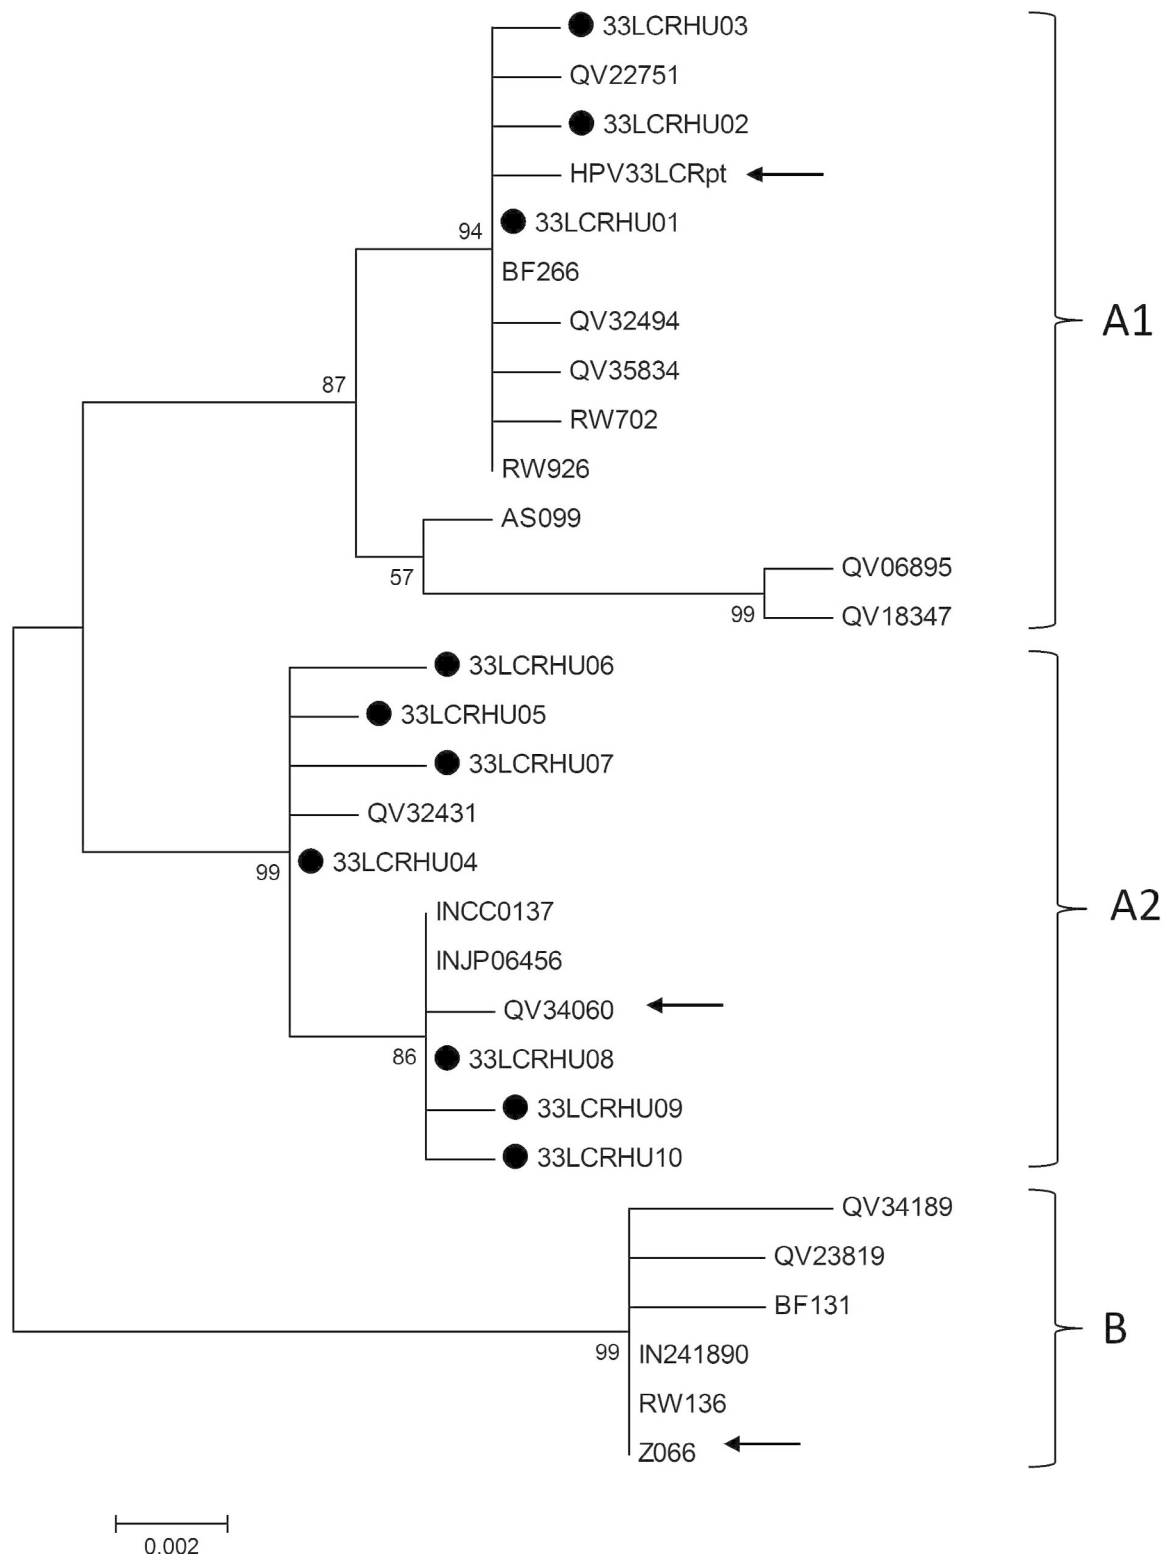 33LCRHU03
QV22751
33LCRHU02
HPV33LCRpt
33LCRHU01
94
BF266
QV32494
A1
QV35834
87
RW702
RW926
AS099
QV06895
57
99
QV18347
33LCRHU06
33LCRHU05
33LCRHU07
QV32431
33LCRHU04
99
INCC0137
A2
INJP06456
QV34060
33LCRHU08
86
33LCRHU09
33LCRHU10
QV34189
QV23819
BF131
B
IN241890
99
RW136
Z066
0.002